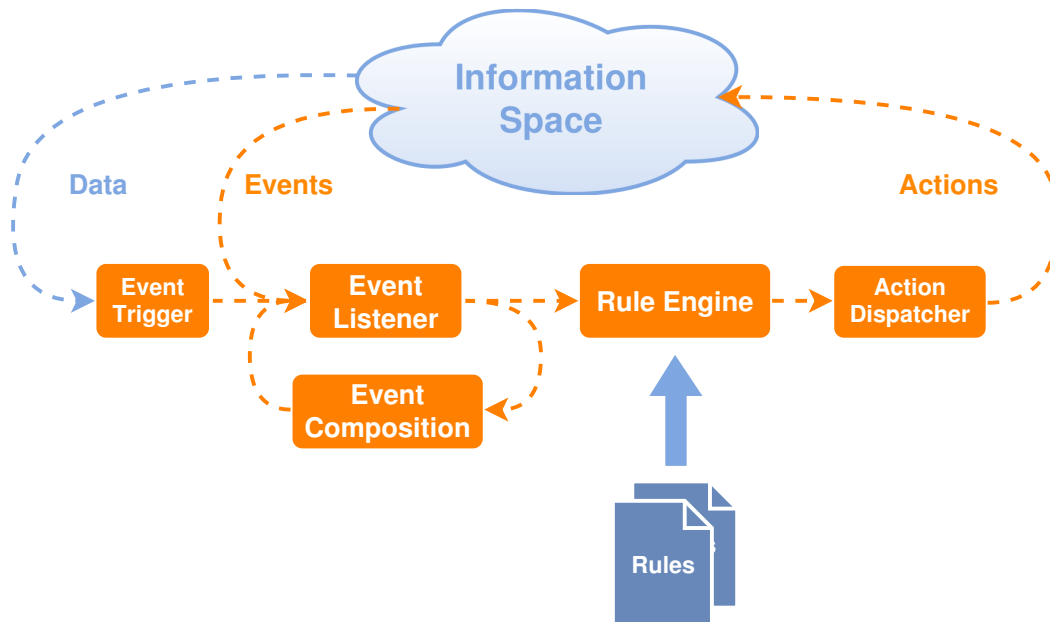 Information
Space
Data
Events
Actions
Event
Trigger
Event
Listener
Rule Engine
Action
Dispatcher
Event
Composition
Rules
s